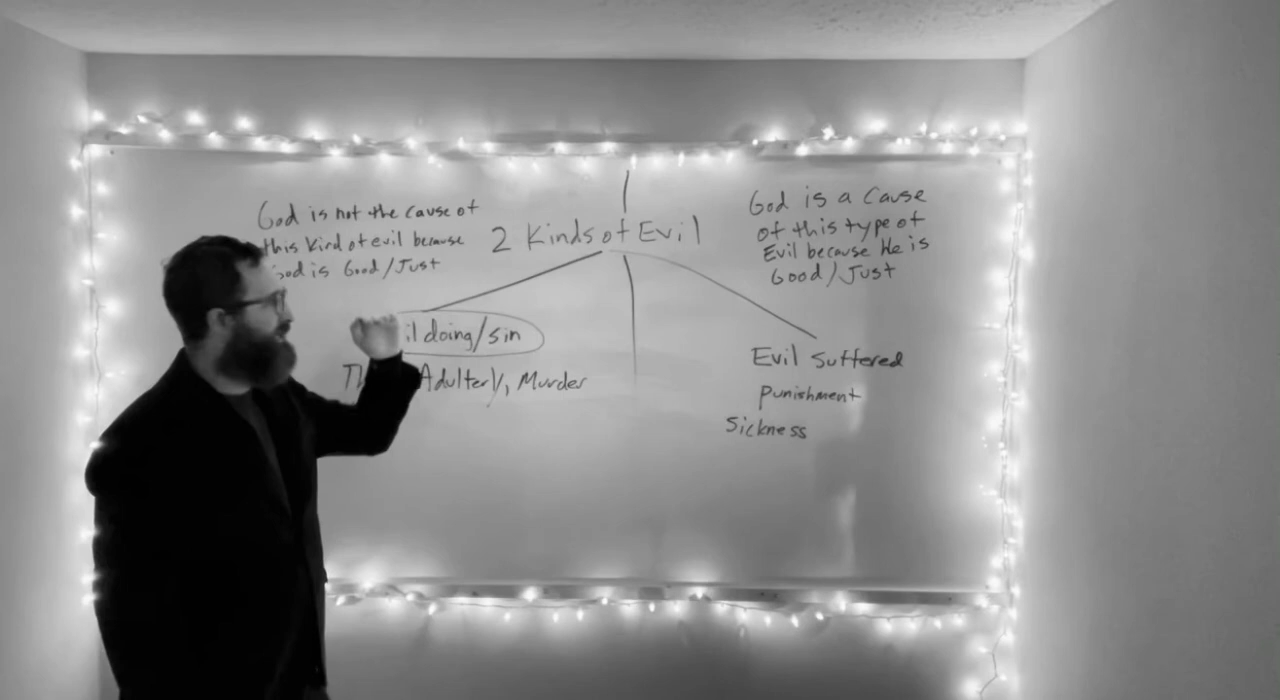 God is not the cause of
this Kind of evil because
God is Good/Just
2 Kinds of Evil
God is a Cause
of this type of
Evil because He is
Good/Just
doing/sin
Adultery, Murder
Evil Suffered
Punishment
Sickness